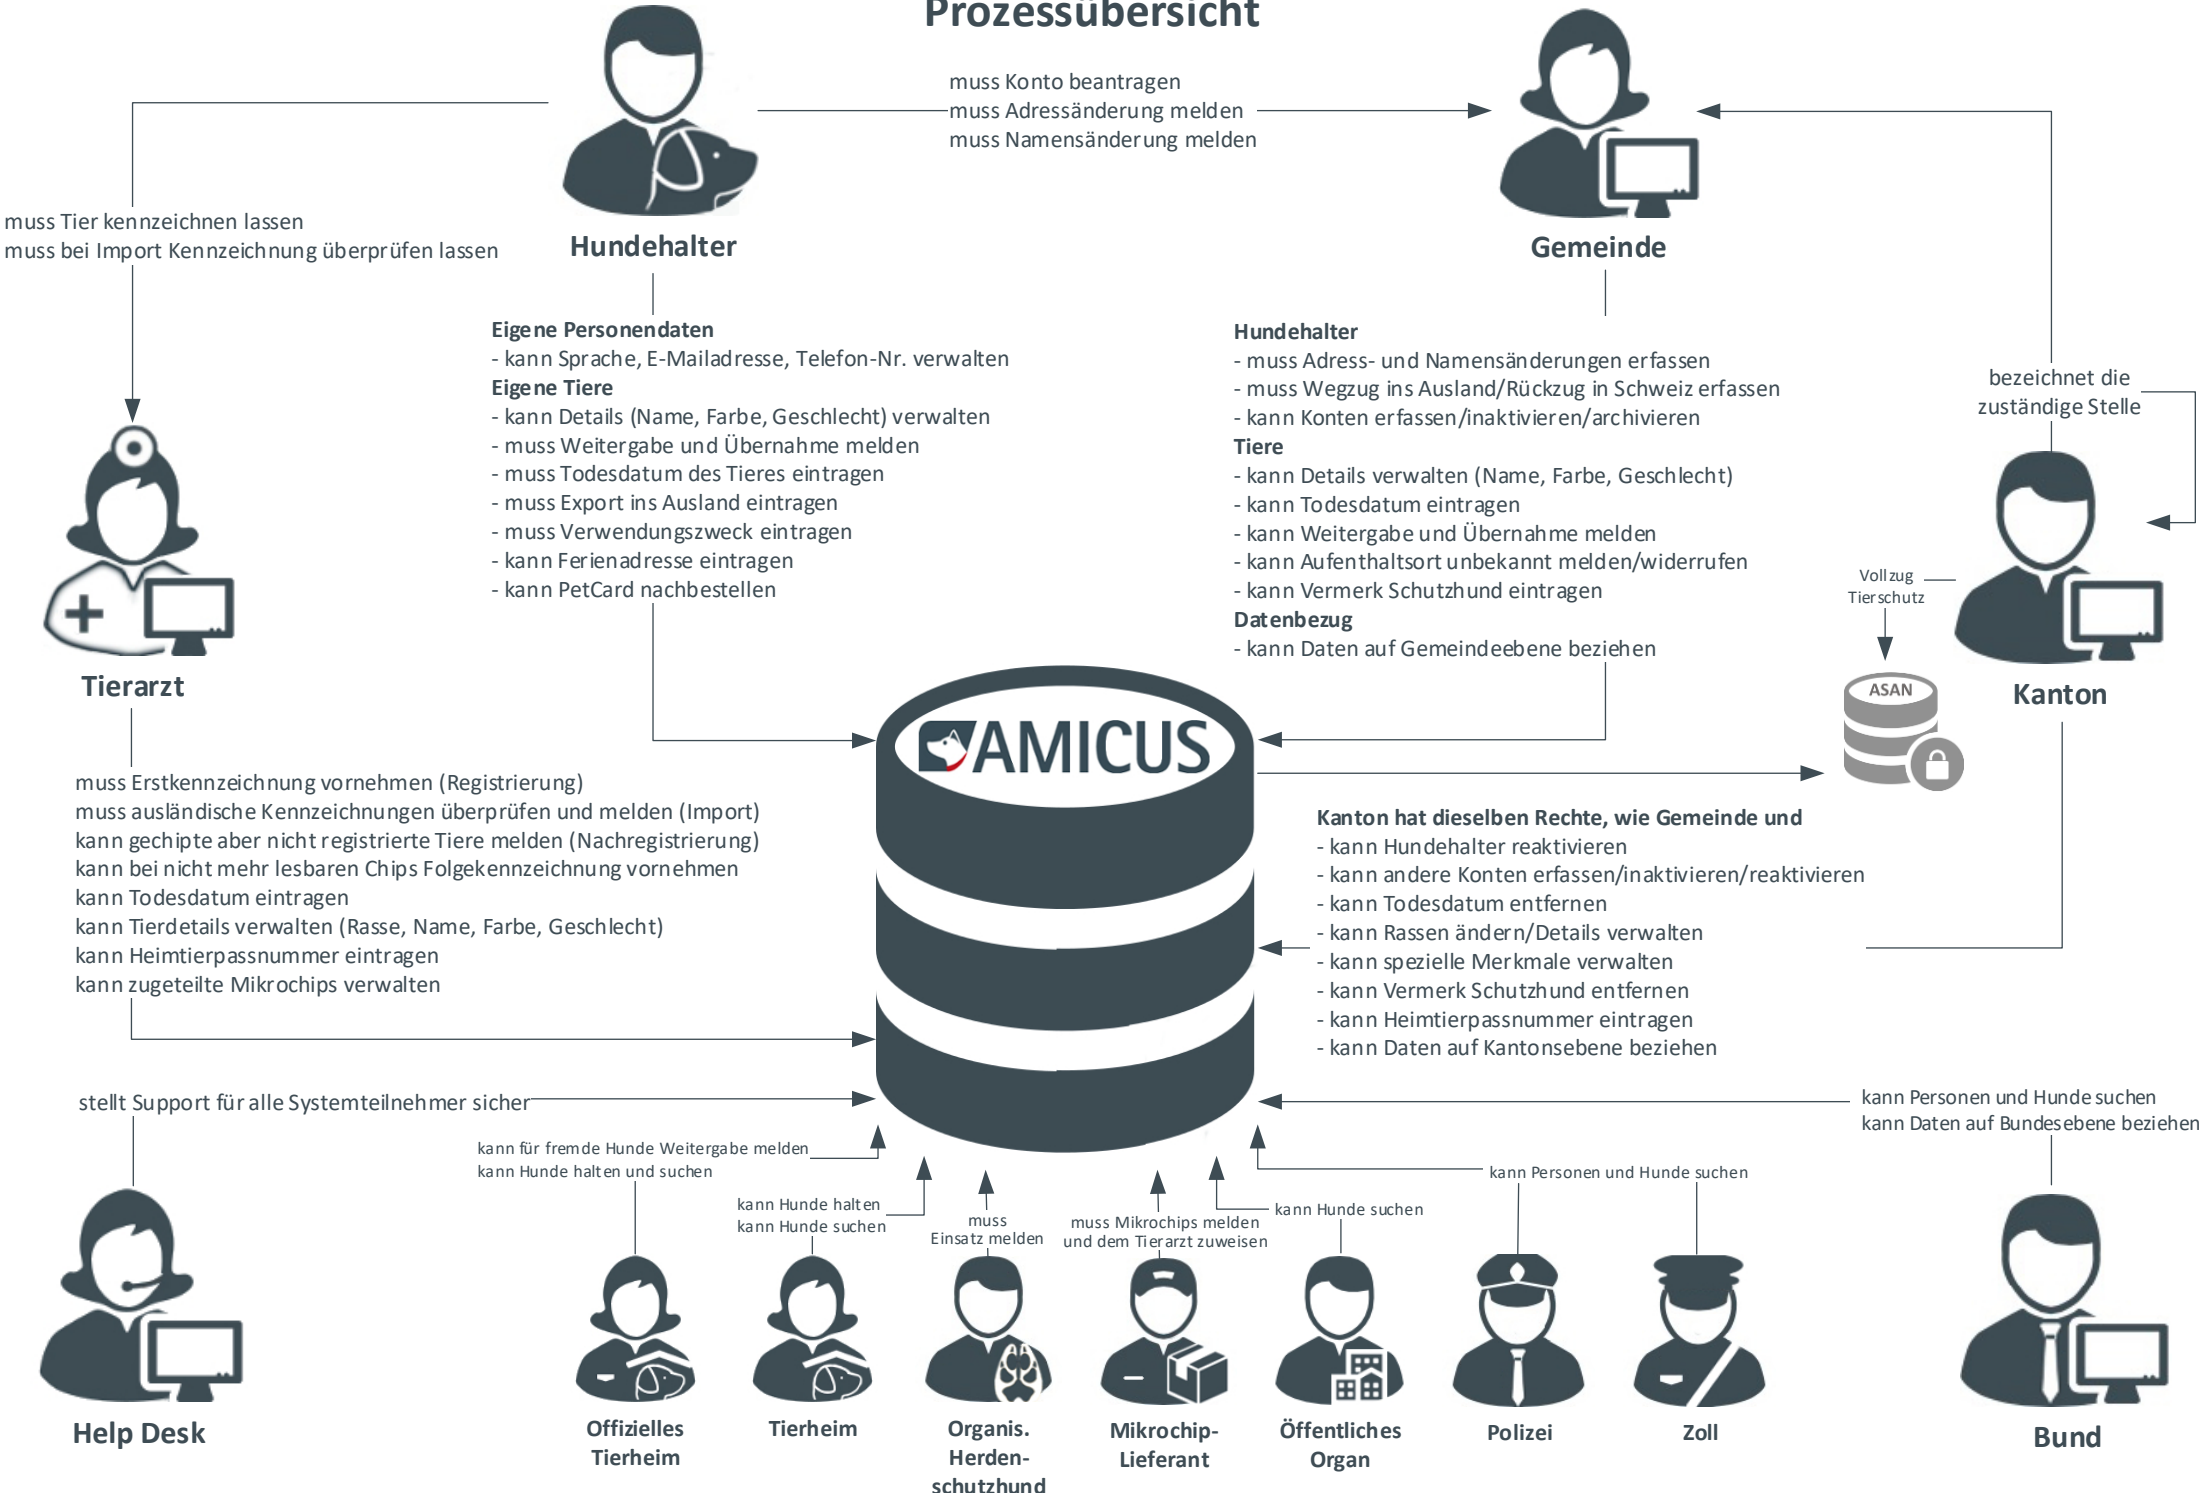 Prozessübersicht
muss Konto beantragen
muss Adressänderung melden
muss Namensänderung melden
muss Tier kennzeichnen lassen
muss bei Import Kennzeichnung überprüfen lassen
Hundehalter
Gemeinde
Eigene Personendaten
- kann Sprache, E-Mailadresse, Telefon-Nr. verwalten
Eigene Tiere
- kann Details (Name, Farbe, Geschlecht) verwalten
- muss Weitergabe und Übernahme melden
- muss Todesdatum des Tieres eintragen
- muss Export ins Ausland eintragen
- muss Verwendungszweck eintragen
- kann Ferienadresse eintragen
- kann PetCard nachbestellen
Hundehalter
- muss Adress- und Namensänderungen erfassen
- muss Wegzug ins Ausland/Rückzug in Schweiz erfassen
- kann Konten erfassen/inaktivieren/archivieren
Tiere
- kann Details verwalten (Name, Farbe, Geschlecht)
- kann Todesdatum eintragen
- kann Weitergabe und Übernahme melden
- kann Aufenthaltsort unbekannt melden/widerrufen
- kann Vermerk Schutzhund eintragen
Datenbezug
- kann Daten auf Gemeindeebene beziehen
bezeichnet die
zuständige Stelle
Vollzug
Tierschutz
Tierarzt
ASAN
Kanton
AMICUS
muss Erstkennzeichnung vornehmen (Registrierung)
muss ausländische Kennzeichnungen überprüfen und melden (Import)
kann gechipte aber nicht registrierte Tiere melden (Nachregistrierung)
kann bei nicht mehr lesbaren Chips Folgekennzeichnung vornehmen
kann Todesdatum eintragen
kann Tierdetails verwalten (Rasse, Name, Farbe, Geschlecht)
kann Heimtierpassnummer eintragen
kann zugeteilte Mikrochips verwalten
Kanton hat dieselben Rechte, wie Gemeinde und
- kann Hundehalter reaktivieren
- kann andere Konten erfassen/inaktivieren/reaktivieren
- kann Todesdatum entfernen
- kann Rassen ändern/Details verwalten
- kann spezielle Merkmale verwalten
- kann Vermerk Schutzhund entfernen
- kann Heimtierpassnummer eintragen
- kann Daten auf Kantonsebene beziehen
stellt Support für alle Systemteilnehmer sicher
kann Personen und Hunde suchen
kann Daten auf Bundesebene beziehen
kann für fremde Hunde Weitergabe melden
kann Hunde halten und suchen
kann Hunde halten
kann Hunde suchen
muss
Einsatz melden
muss Mikrochips melden
und dem Tierarzt zuweisen
kann Hunde suchen
kann Personen und Hunde suchen
Help Desk
Offizielles
Tierheim
Tierheim
Organis.
Herden-
schutzhund
Mikrochip-
Lieferant
Öffentliches
Organ
Polizei
Zoll
Bund